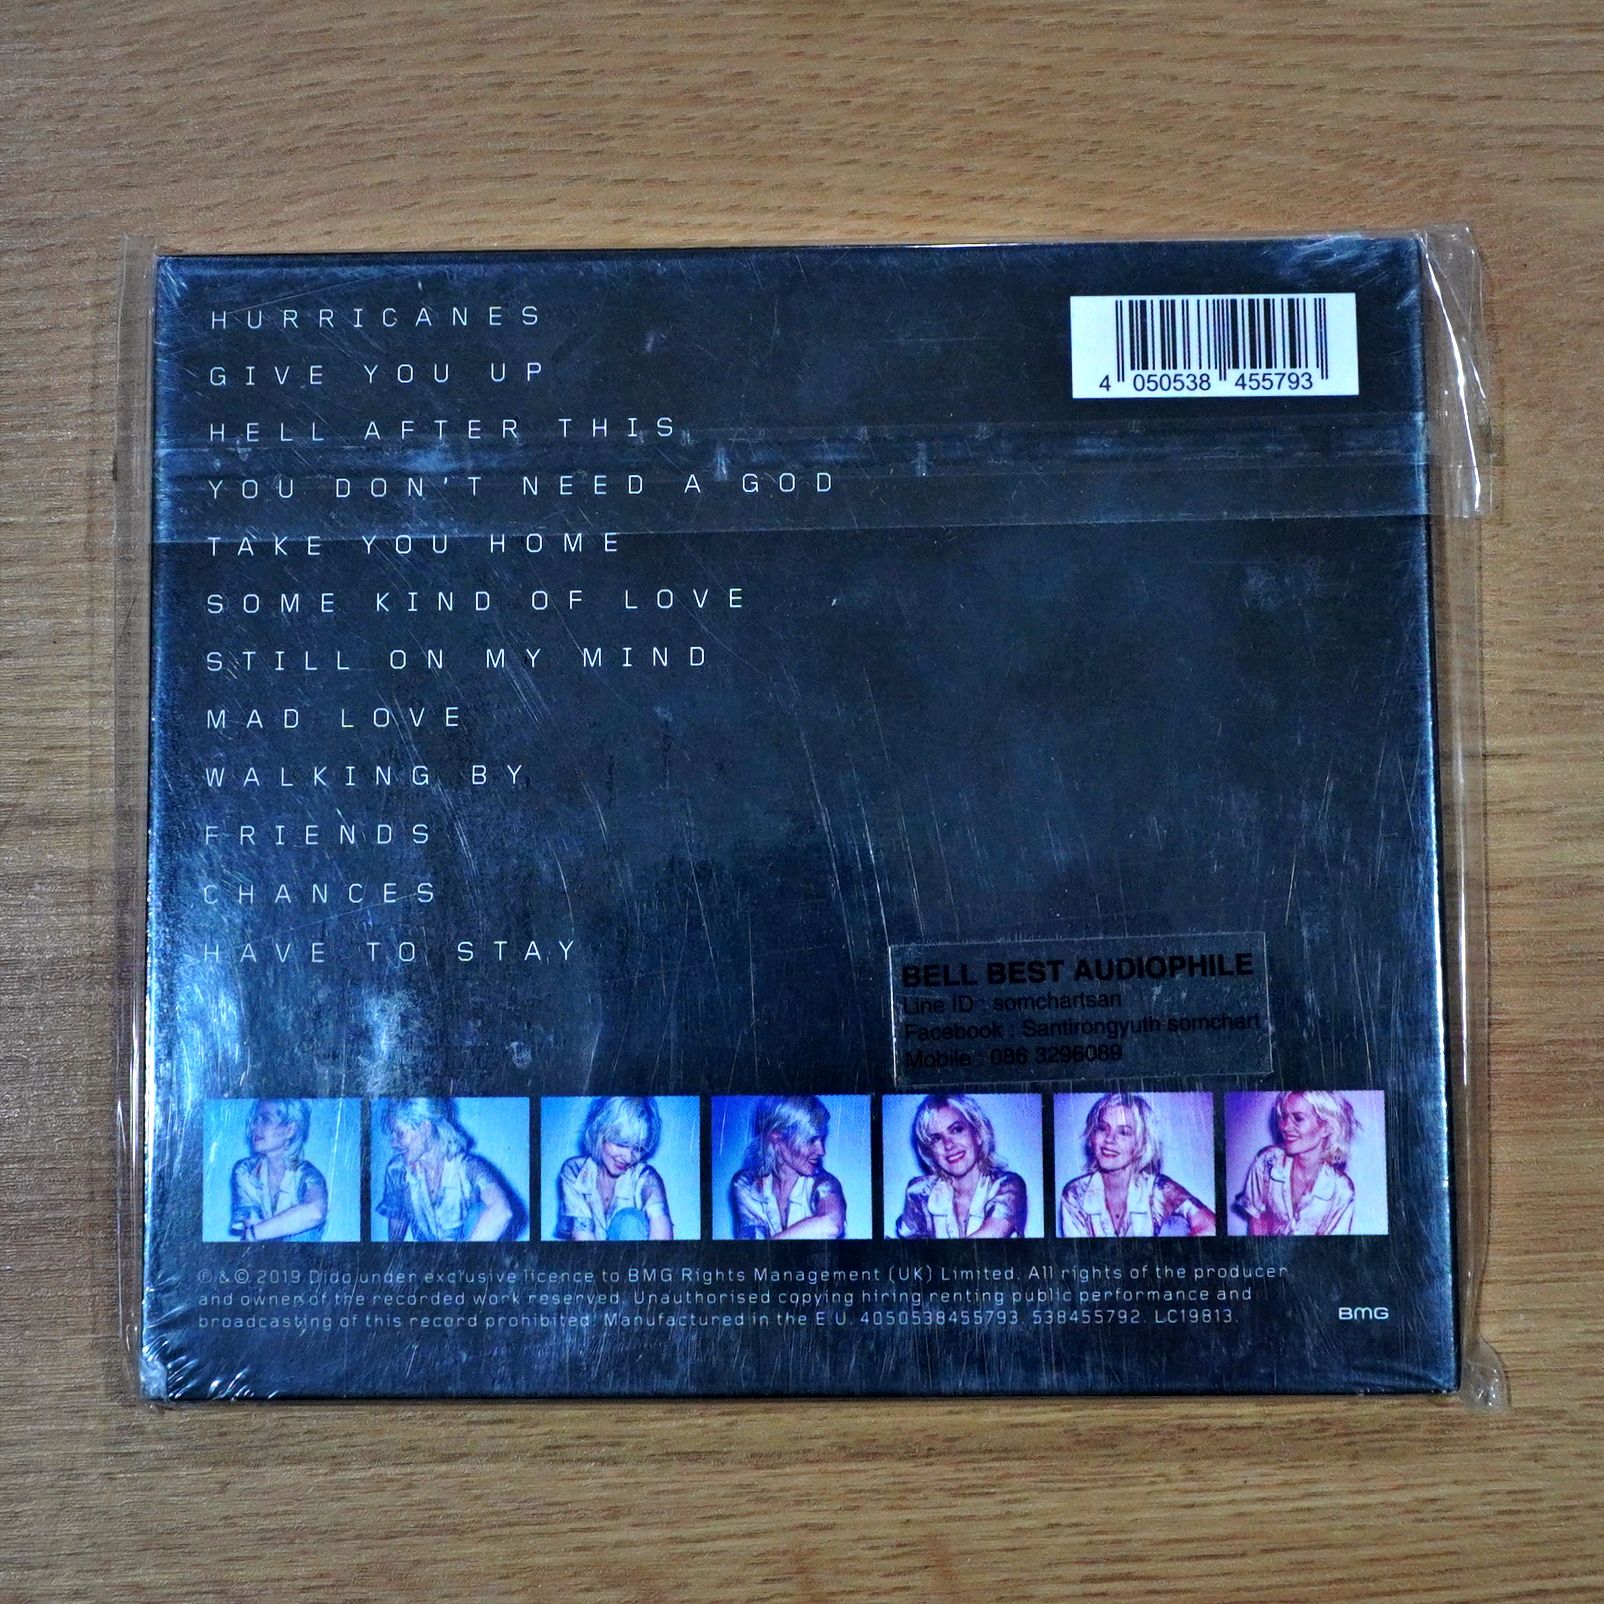 HURRICANES
GIVE YOU UP
HELL AFTER THIS
YOU DON'T NEED A GOD
TAKE YOU HOME
SOME KIND OF LOVE
STILL ON MY MIND
MAD LOVE
WALKING BY
FRIENDS
CHANCES
HAVE TO STAY
4 050538 455793
BELL BEST AUDIOPHILE
Line ID : somchartsan
Facebook : Santirongyuth somchart
Mobile : 086 3296089
℗ & © 2019 Dido under exclusive licence to BMG Rights Management (UK) Limited. All rights of the producer
and owner of the recorded work reserved. Unauthorised copying hiring renting public performance and
broadcasting of this record prohibited. Manufactured in the E.U. 4050538455793. 538455792. LC19813.
BMG